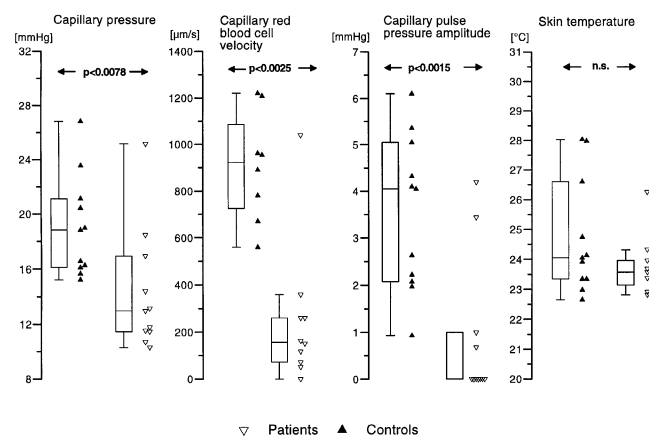 Capillary pressure
[mmHg]
32
28
24
20
16
12
8
p<0.0078
Capillary red
blood cell
velocity
[µm/s]
1400
1200
1000
800
600
400
200
0
p<0.0025
Capillary pulse
pressure amplitude
[mmHg]
7
6
5
4
3
2
1
0
p<0.0015
Skin temperature
[°C]
31
30
29
28
27
26
25
24
23
22
21
20
n.s.
Patients Controls